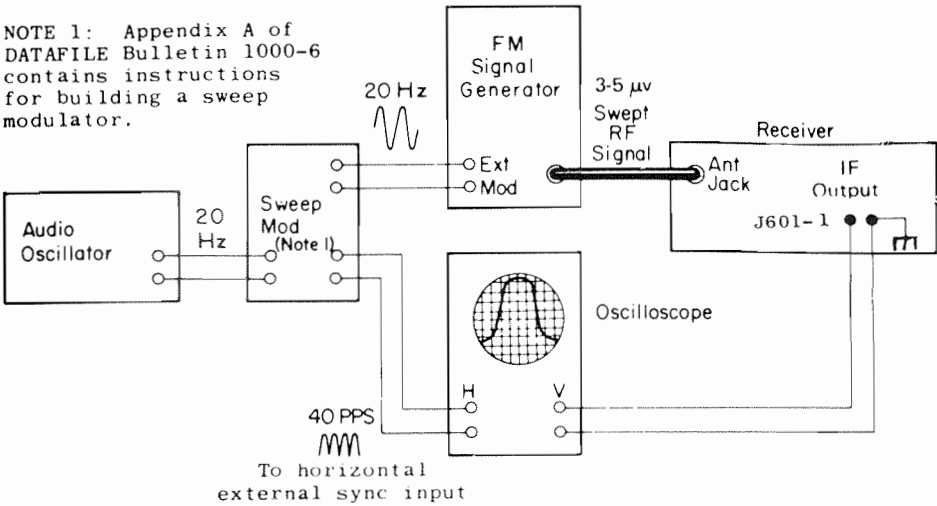 NOTE 1: Appendix A of
DATAFILE Bulletin 1000-6
contains instructions
for building a sweep
modulator.
20 Hz
FM
Signal
Generator
Ext
Mod
3-5 μv
Swept
RF
Signal
Receiver
Ant
Jack
IF
Output
J601-1
Audio
Oscillator
20
Hz
Sweep
Mod
(Note 1)
Oscilloscope
H
V
40 PPS
To horizontal
external sync input